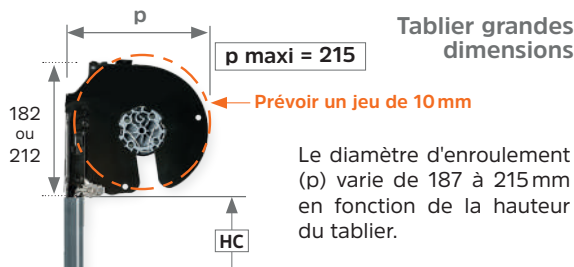 p
Tablier grandes
dimensions
p maxi = 215
Prévoir un jeu de 10 mm
182
ou
212
Le diamètre d'enroulement
(p) varie de 187 à 215 mm
en fonction de la hauteur
du tablier.
HC